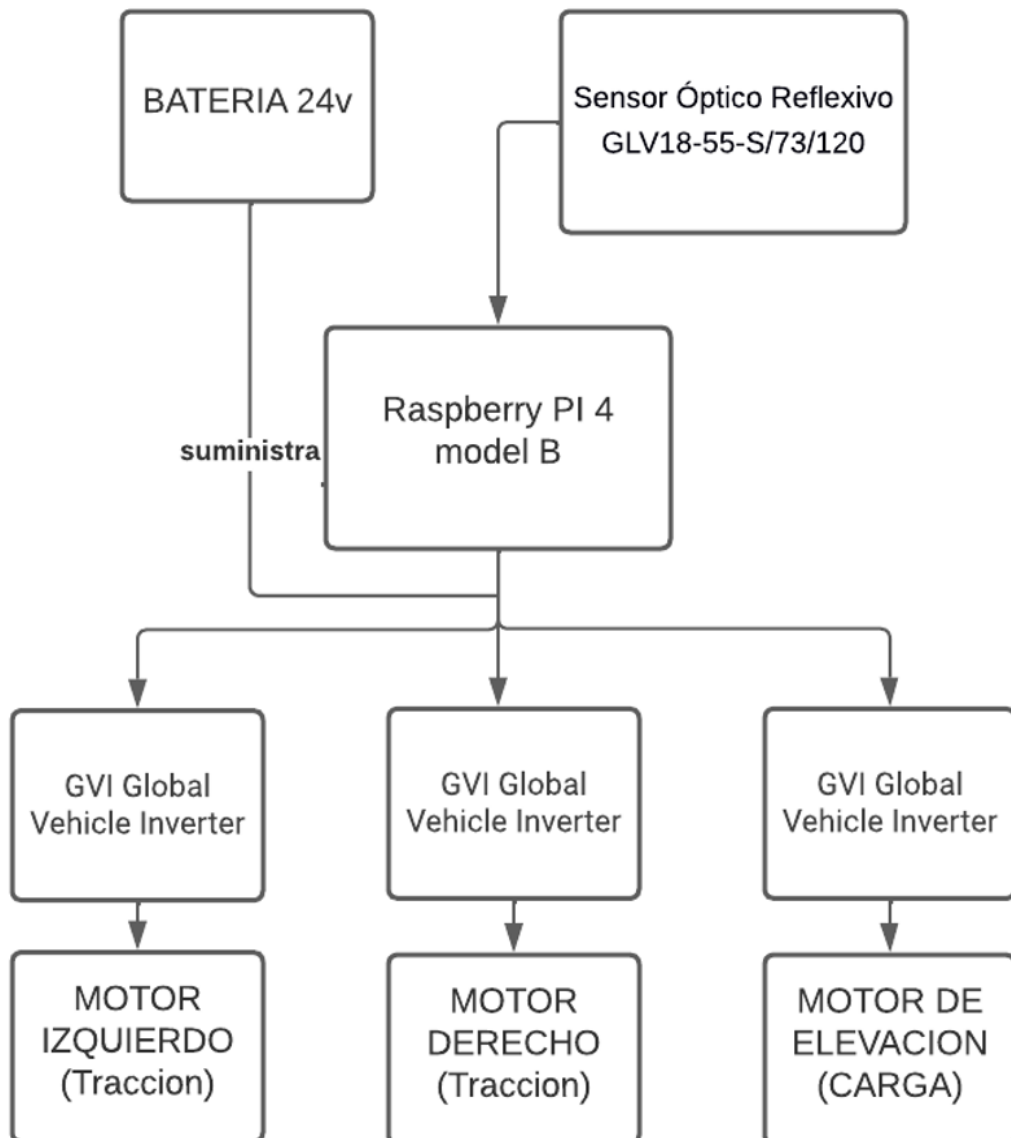 BATERIA 24v
Sensor Óptico Reflexivo
GLV18-55-S/73/120
Raspberry PI 4
model B
suministra
GVI Global
Vehicle Inverter
GVI Global
Vehicle Inverter
GVI Global
Vehicle Inverter
MOTOR
IZQUIERDO
(Traccion)
MOTOR
DERECHO
(Traccion)
MOTOR DE
ELEVACION
(CARGA)